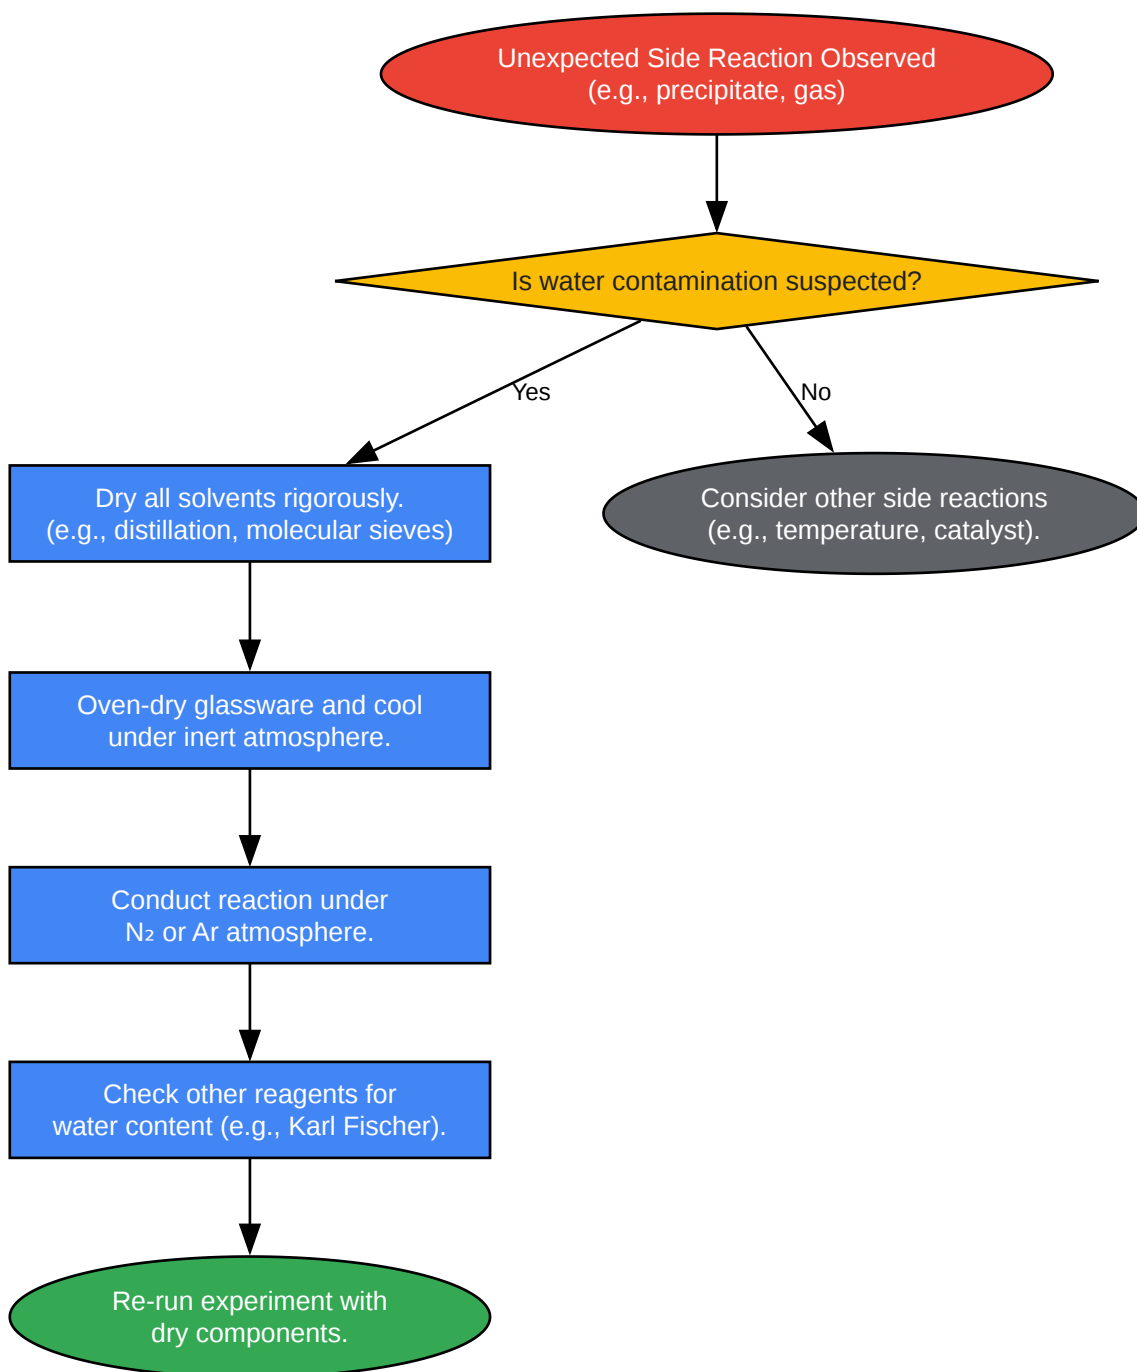 Unexpected Side Reaction Observed
(e.g., precipitate, gas)
Is water contamination suspected?
Yes
No
Dry all solvents rigorously.
(e.g., distillation, molecular sieves)
Consider other side reactions
(e.g., temperature, catalyst).
Oven-dry glassware and cool
under inert atmosphere.
Conduct reaction under
N₂ or Ar atmosphere.
Check other reagents for
water content (e.g., Karl Fischer).
Re-run experiment with
dry components.